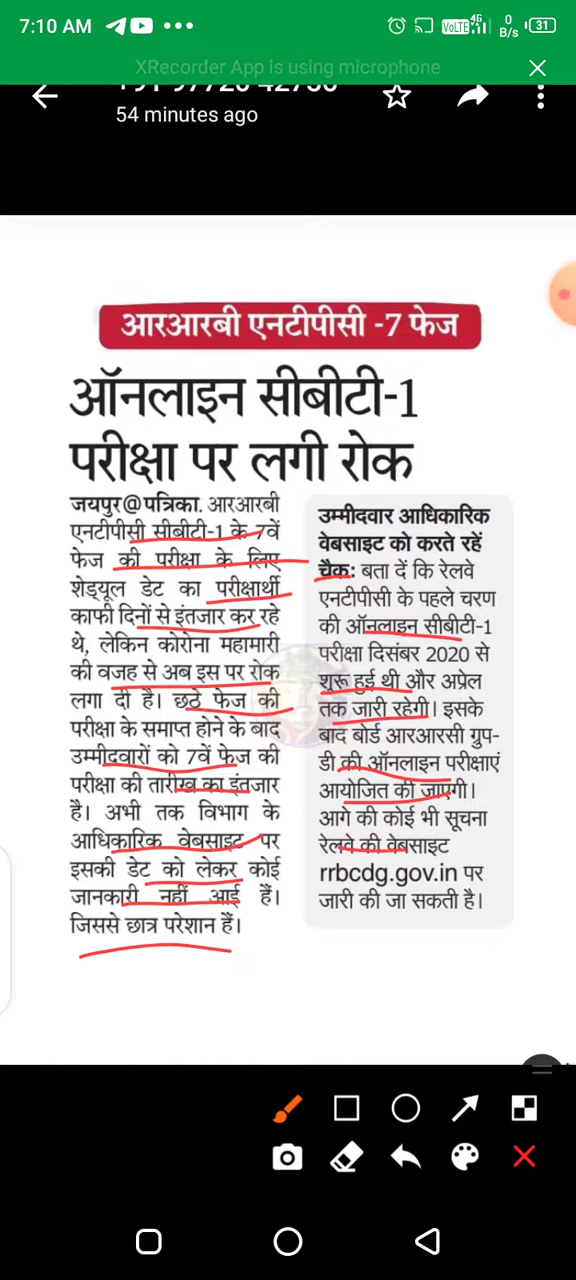 7:10 AM
VoLTE 4G 0 B/s 31
XRecorder App is using microphone
54 minutes ago
आरआरबी एनटीपीसी -7 फेज
ऑनलाइन सीबीटी-1
परीक्षा पर लगी रोक
जयपुर@पत्रिका. आरआरबी
एनटीपीसी सीबीटी-1 के 7वें
फेज की परीक्षा के लिए
शेड्यूल डेट का परीक्षार्थी
काफी दिनों से इंतजार कर रहे
थे, लेकिन कोरोना महामारी
की वजह से अब इस पर रोक
लगा दी है। छठे फेज की
परीक्षा के समाप्त होने के बाद
उम्मीदवारों को 7वें फेज की
परीक्षा की तारीख का इंतजार
है। अभी तक विभाग के
आधिकारिक वेबसाइट पर
इसकी डेट को लेकर कोई
जानकारी नहीं आई हैं।
जिससे छात्र परेशान हैं।
उम्मीदवार आधिकारिक
वेबसाइट को करते रहें
चैक: बता दें कि रेलवे
एनटीपीसी के पहले चरण
की ऑनलाइन सीबीटी-1
परीक्षा दिसंबर 2020 से
शुरू हुई थी और अप्रेल
तक जारी रहेगी। इसके
बाद बोर्ड आरआरसी ग्रुप-
डी की ऑनलाइन परीक्षाएं
आयोजित की जाएगी।
आगे की कोई भी सूचना
रेलवे की वेबसाइट
rrbcdg.gov.in पर
जारी की जा सकती है।